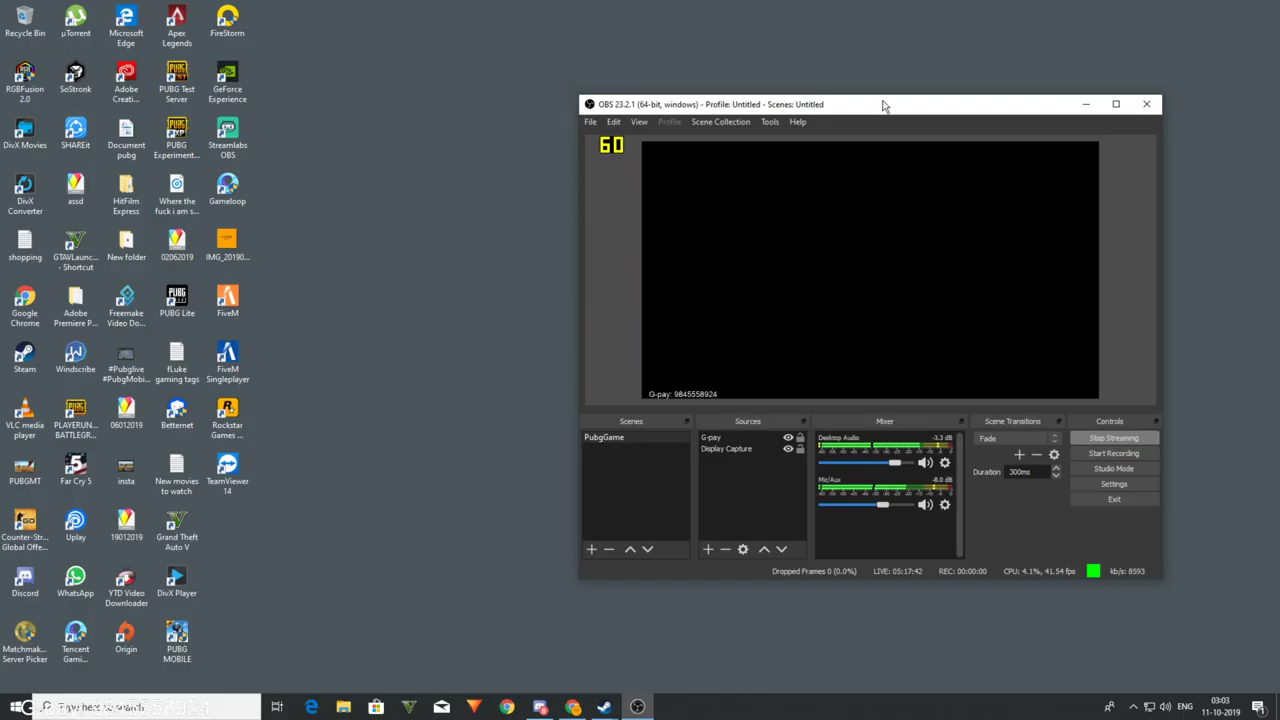 Recycle Bin
µTorrent
Microsoft
Edge
Apex
Legends
FireStorm
RGBFusion
2.0
SoStronk
Adobe
Creati...
PUBG Test
Server
GeForce
Experience
DivX Movies
SHAREit
Document
pubg
PUBG
Experiment...
Streamlabs
OBS
DivX
Converter
assd
HitFilm
Express
Where the
fuck i am s...
Gameloop
shopping
GTAVLaunc...
- Shortcut
New folder
02062019
IMG_20190...
Google
Chrome
Adobe
Premiere P...
Freemake
Video Do...
PUBG Lite
FiveM
Steam
Windscribe
#Pubglive
#PubgMobi...
fLuke
gaming tags
FiveM
Singleplayer
VLC media
player
PLAYERUN...
BATTLEGR...
06012019
Betternet
Rockstar
Games ...
PUBGMT
Far Cry 5
insta
New movies
to watch
TeamViewer
14
Counter-Str...
Global Offe...
Uplay
19012019
Grand Theft
Auto V
Discord
WhatsApp
YTD Video
Downloader
DivX Player
Matchmak...
Server Picker
Tencent
Gami...
Origin
PUBG
MOBILE
OBS 23.2.1 (64-bit, windows) - Profile: Untitled - Scenes: Untitled
File Edit View Profile Scene Collection Tools Help
60
G-pay: 9845558924
Scenes
Sources
Mixer
Scene Transitions
Controls
PubgGame
G-pay
Display Capture
Desktop Audio -3.3 dB
Mic/Aux -8.0 dB
Fade
Duration 300ms
Stop Streaming
Start Recording
Studio Mode
Settings
Exit
Dropped Frames 0 (0.0%) LIVE: 05:17:42 REC: 00:00:00 CPU: 4.1%, 41.54 fps kb/s: 8593
Type here to search
G-pay: 9845558924
ENG
03:03
11-10-2019